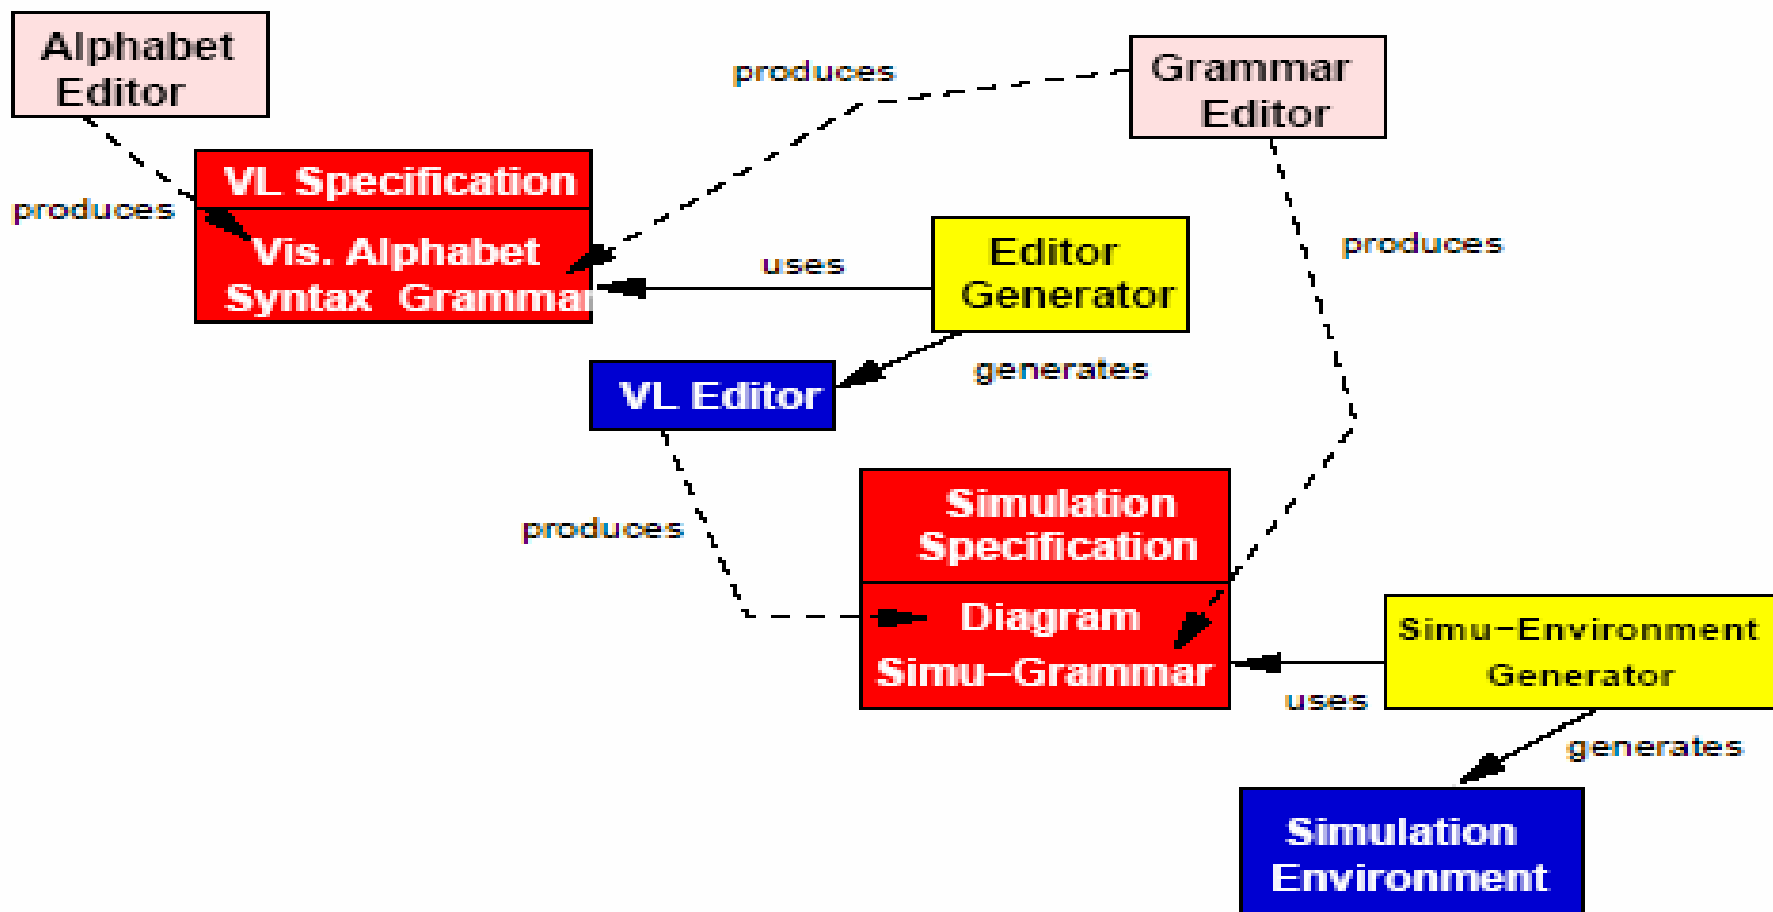 Alphabet
Editor
produces
Grammar
Editor
produces
VL Specification
Vis. Alphabet
Syntax Grammar
uses
Editor
Generator
produces
generates
VL Editor
produces
Simulation
Specification
Diagram
Simu-Grammar
uses
Simu-Environment
Generator
generates
Simulation
Environment